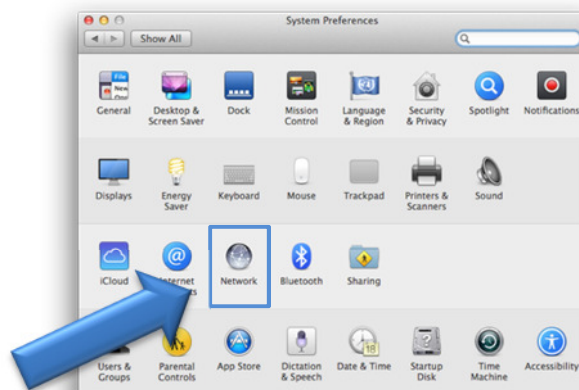 System Preferences
Show All
General
Desktop &
Screen Saver
Dock
Mission
Control
Language
& Region
Security
& Privacy
Spotlight
Notifications
Displays
Energy
Saver
Keyboard
Mouse
Trackpad
Printers &
Scanners
Sound
iCloud
Network
Bluetooth
Sharing
Users &
Groups
Parental
Controls
App Store
Dictation
& Speech
18
Date & Time
Startup
Disk
Time
Machine
Accessibility